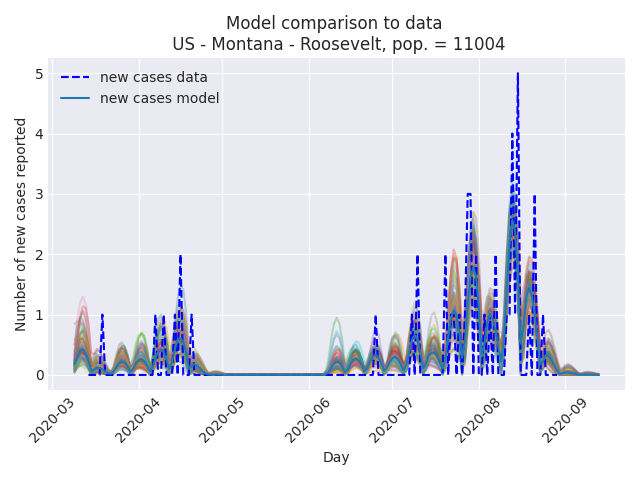 Model comparison to data
US - Montana - Roosevelt, pop. = 11004
new cases data
new cases model
Number of new cases reported
5
4
3
2
1
0
2020-03
2020-04
2020-05
2020-06
2020-07
2020-08
2020-09
Day